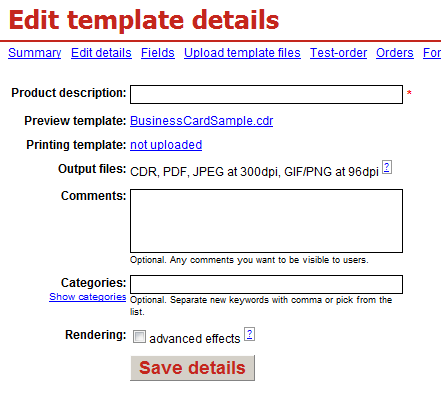 Edit template details
Summary Edit details Fields Upload template files Test-order Orders For
Product description: *
Preview template: BusinessCardSample.cdr
Printing template: not uploaded
Output files: CDR, PDF, JPEG at 300dpi, GIF/PNG at 96dpi ?
Comments:
Optional. Any comments you want to be visible to users.
Categories:
Show categories Optional. Separate new keywords with comma or pick from the
list.
Rendering: advanced effects ?
Save details